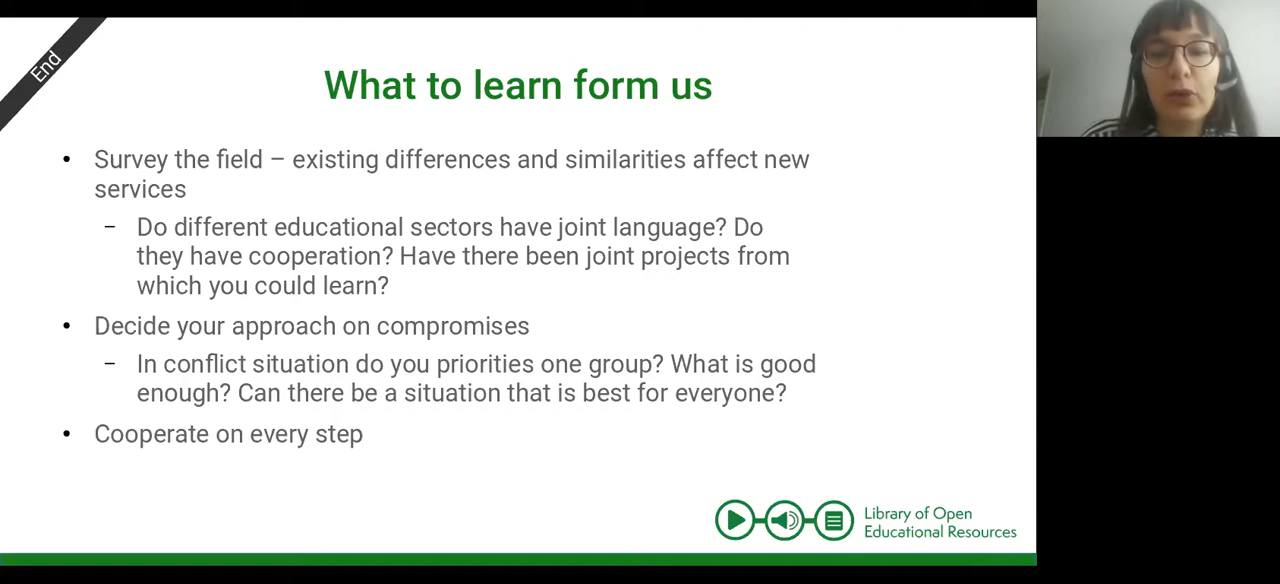 End
What to learn form us
• Survey the field – existing differences and similarities affect new
services
– Do different educational sectors have joint language? Do
they have cooperation? Have there been joint projects from
which you could learn?
• Decide your approach on compromises
– In conflict situation do you priorities one group? What is good
enough? Can there be a situation that is best for everyone?
• Cooperate on every step
Library of Open
Educational Resources